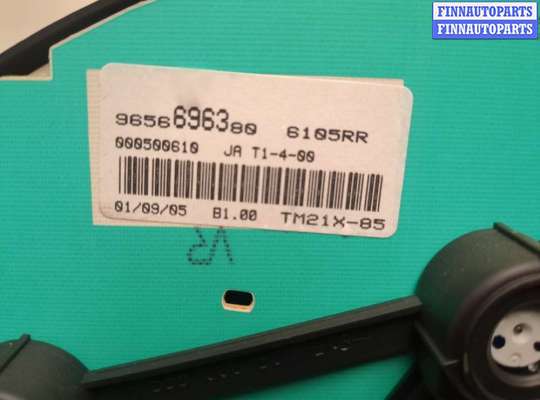 FINNAUTOPARTS
FINNAUTOPARTS
9656696380 6105RR
000500610 JA T1-4-00
01/09/05 B1.00 TM21X-85
VR